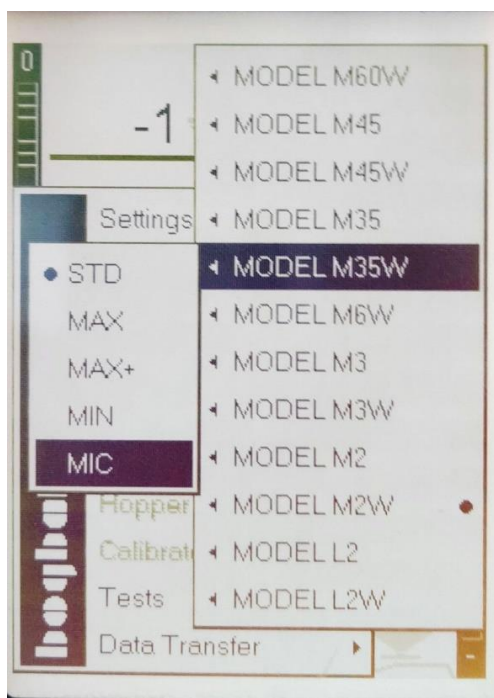 0
-1
MODEL M60W
MODEL M45
MODEL M45W
Settings
MODEL M35
STD
MODEL M35W
MAX
MODEL M6W
MAX+
MODEL M3
MIN
MODEL M3W
MIC
MODEL M2
Hopper
MODEL M2W
MODEL L2
Tests
MODEL L2W
Data Transfer